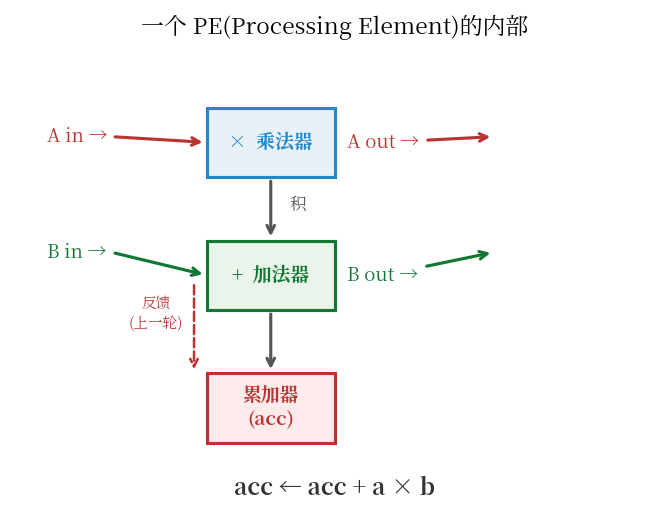 一个 PE(Processing Element)的内部
A in →
× 乘法器
A out →
积
B in →
+ 加法器
B out →
反馈
(上一轮)
累加器
(acc)
acc ← acc + a × b